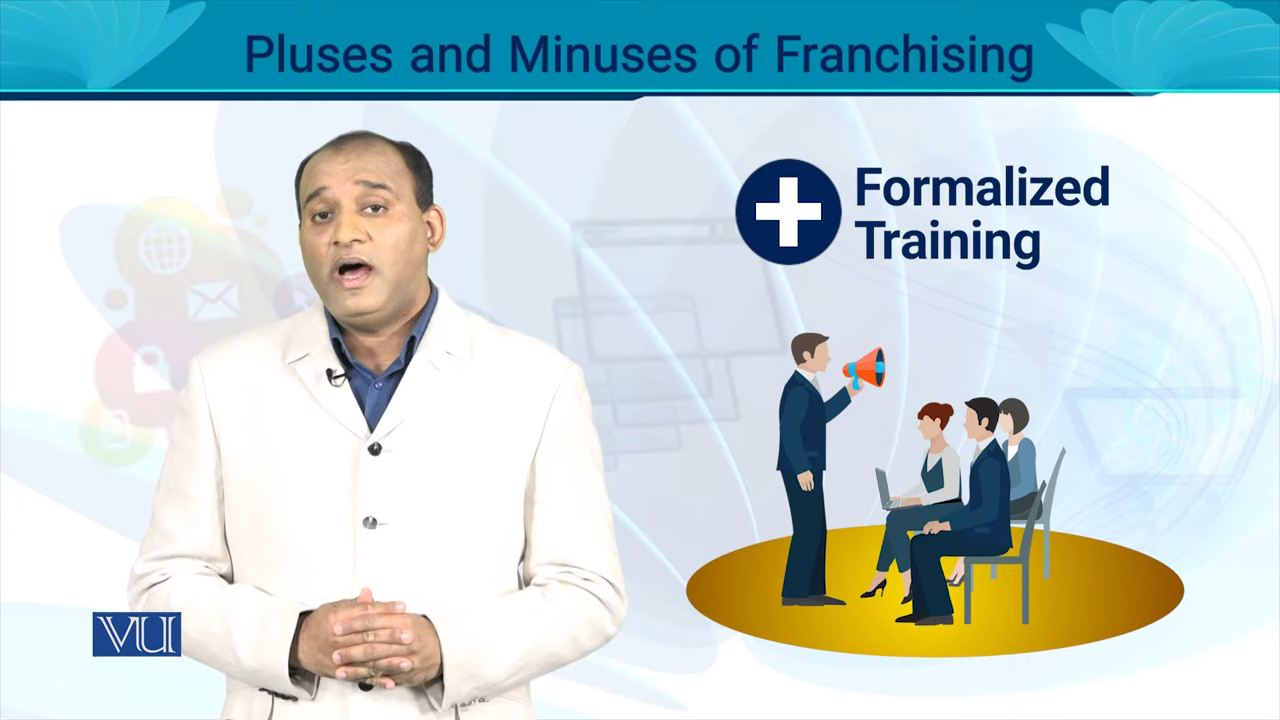 Pluses and Minuses of Franchising
Formalized
Training
VU